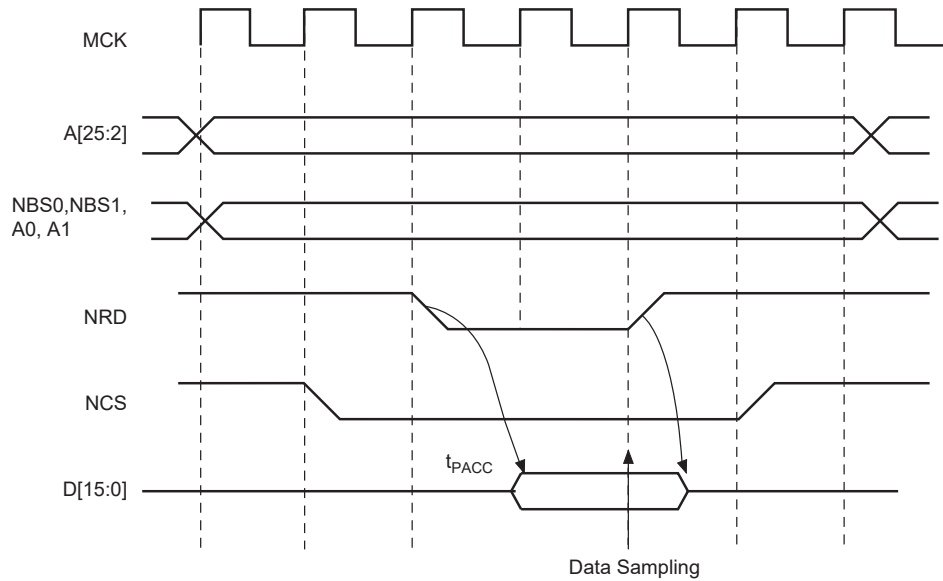 MCK
A[25:2]
NBS0,NBS1,
A0, A1
NRD
NCS
tPACC
D[15:0]
Data Sampling